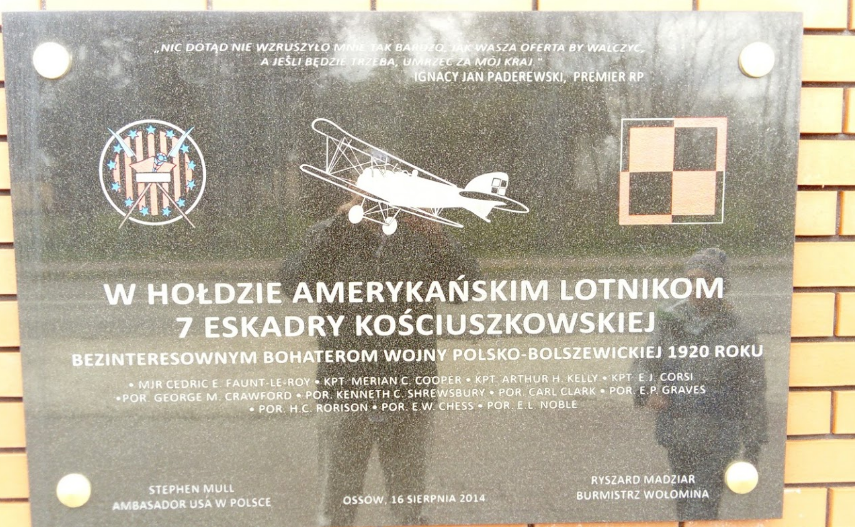 „NIC DOTĄD NIE WZRUSZYŁO MNIE TAK BARDZO, JAK WASZA OFERTA BY WALCZYĆ,
A JEŚLI BĘDZIE TRZEBA, UMRZEĆ ZA MÓJ KRAJ."
IGNACY JAN PADEREWSKI, PREMIER RP
W HOŁDZIE AMERYKAŃSKIM LOTNIKOM
7 ESKADRY KOŚCIUSZKOWSKIEJ
BEZINTERESOWNYM BOHATEROM WOJNY POLSKO-BOLSZEWICKIEJ 1920 ROKU
• MJR CEDRIC E. FAUNT-LE-ROY • KPT. MERIAN C. COOPER • KPT. ARTHUR H. KELLY • KPT. E.J. CORSI
•POR. GEORGE M. CRAWFORD • POR. KENNETH C. SHREWSBURY • POR. CARL CLARK • POR. E.P. GRAVES
• POR. H.C. RORISON • POR. E.W. CHESS • POR. E.L. NOBLE
STEPHEN MULL
AMBASADOR USA W POLSCE
OSSÓW, 16 SIERPNIA 2014
RYSZARD MADZIAR
BURMISTRZ WOŁOMINA